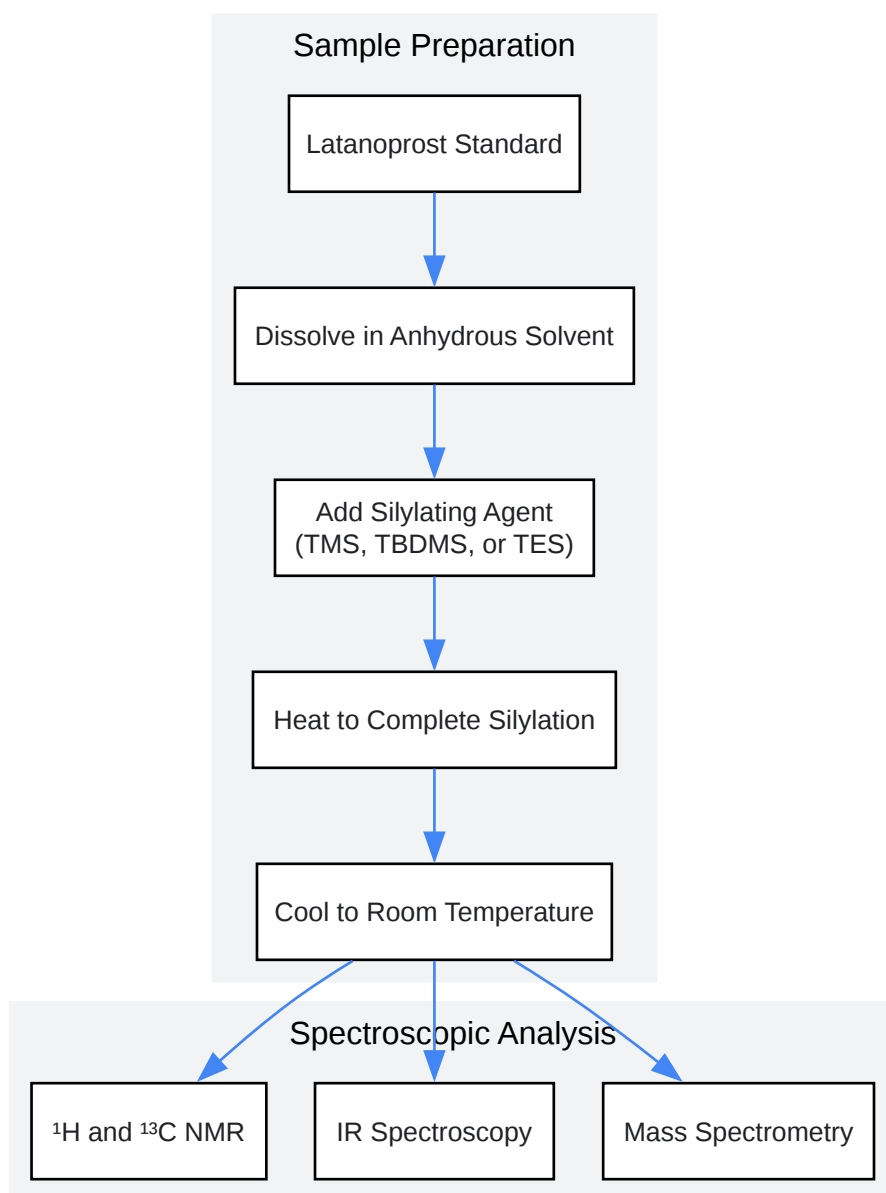 Sample Preparation
Latanoprost Standard
Dissolve in Anhydrous Solvent
Add Silylating Agent
(TMS, TBDMS, or TES)
Heat to Complete Silylation
Cool to Room Temperature
Spectroscopic Analysis
¹H and ¹³C NMR
IR Spectroscopy
Mass Spectrometry